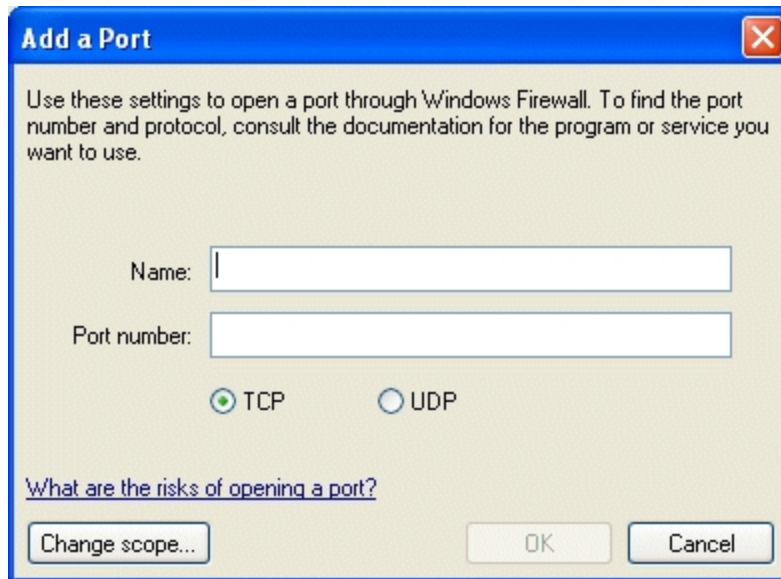 Add a Port
Use these settings to open a port through Windows Firewall. To find the port
number and protocol, consult the documentation for the program or service you
want to use.
Name:
Port number:
TCP UDP
What are the risks of opening a port?
Change scope... OK Cancel